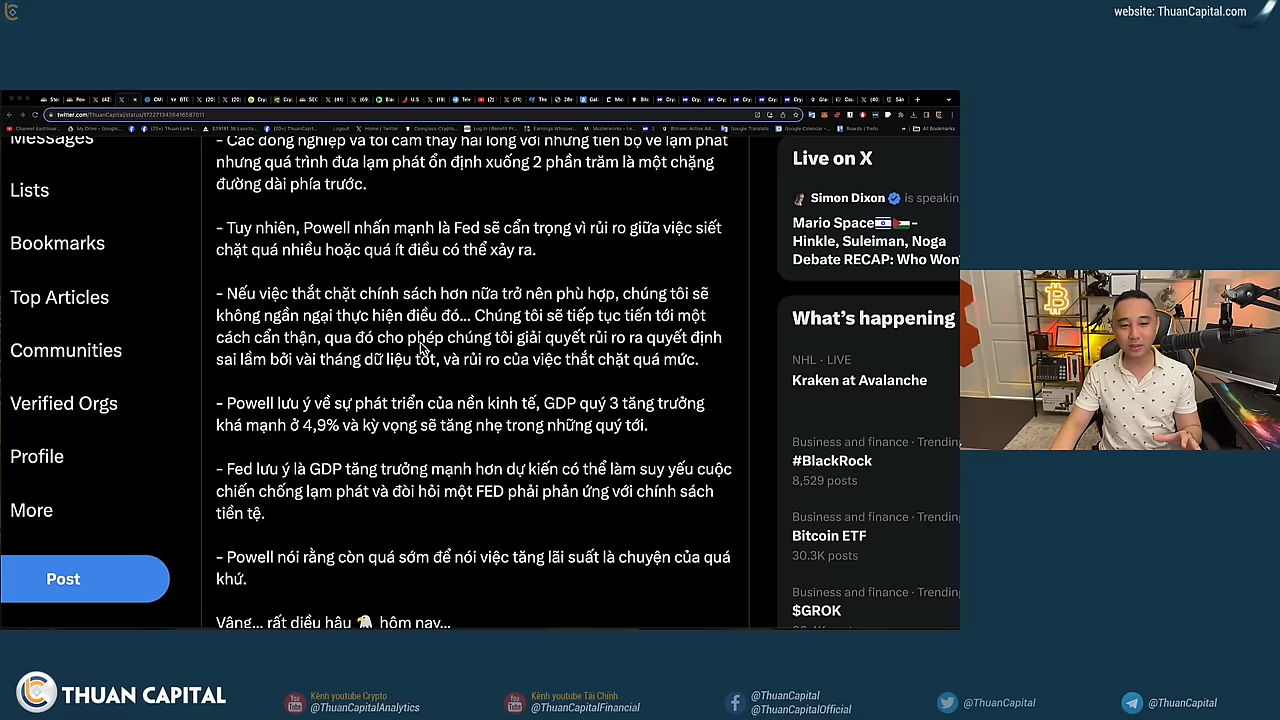 website: ThuanCapital.com
twitter.com/ThuanCapital/status/1722713426416587011
Messages
Lists
Bookmarks
Top Articles
Communities
Verified Orgs
Profile
More
Post
- Các đồng nghiệp và tôi cảm thấy hài lòng với những tiến bộ về lạm phát
nhưng quá trình đưa lạm phát ổn định xuống 2 phần trăm là một chặng
đường dài phía trước.
- Tuy nhiên, Powell nhấn mạnh là Fed sẽ cẩn trọng vì rủi ro giữa việc siết
chặt quá nhiều hoặc quá ít điều có thể xảy ra.
- Nếu việc thắt chặt chính sách hơn nữa trở nên phù hợp, chúng tôi sẽ
không ngần ngại thực hiện điều đó... Chúng tôi sẽ tiếp tục tiến tới một
cách cẩn thận, qua đó cho phép chúng tôi giải quyết rủi ro ra quyết định
sai lầm bởi vài tháng dữ liệu tốt, và rủi ro của việc thắt chặt quá mức.
- Powell lưu ý về sự phát triển của nền kinh tế, GDP quý 3 tăng trưởng
khá mạnh ở 4,9% và kỳ vọng sẽ tăng nhẹ trong những quý tới.
- Fed lưu ý là GDP tăng trưởng mạnh hơn dự kiến có thể làm suy yếu cuộc
chiến chống lạm phát và đòi hỏi một FED phải phản ứng với chính sách
tiền tệ.
- Powell nói rằng còn quá sớm để nói việc tăng lãi suất là chuyện của quá
khứ.
Vâng... rất diều hâu 🦅 hôm nay...
Live on X
Simon Dixon is speakin
Mario Space🇮🇱🇵🇸-
Hinkle, Suleiman, Noga
Debate RECAP: Who Won
What's happening
NHL · LIVE
Kraken at Avalanche
Business and finance · Trending
#BlackRock
8,529 posts
Business and finance · Trending
Bitcoin ETF
30.3K posts
Business and finance · Trending
$GROK
THUAN CAPITAL
Kênh youtube Crypto
@ThuanCapitalAnalytics
Kênh youtube Tài Chính
@ThuanCapitalFinancial
@ThuanCapital
@ThuanCapitalOfficial
@ThuanCapital
@ThuanCapital